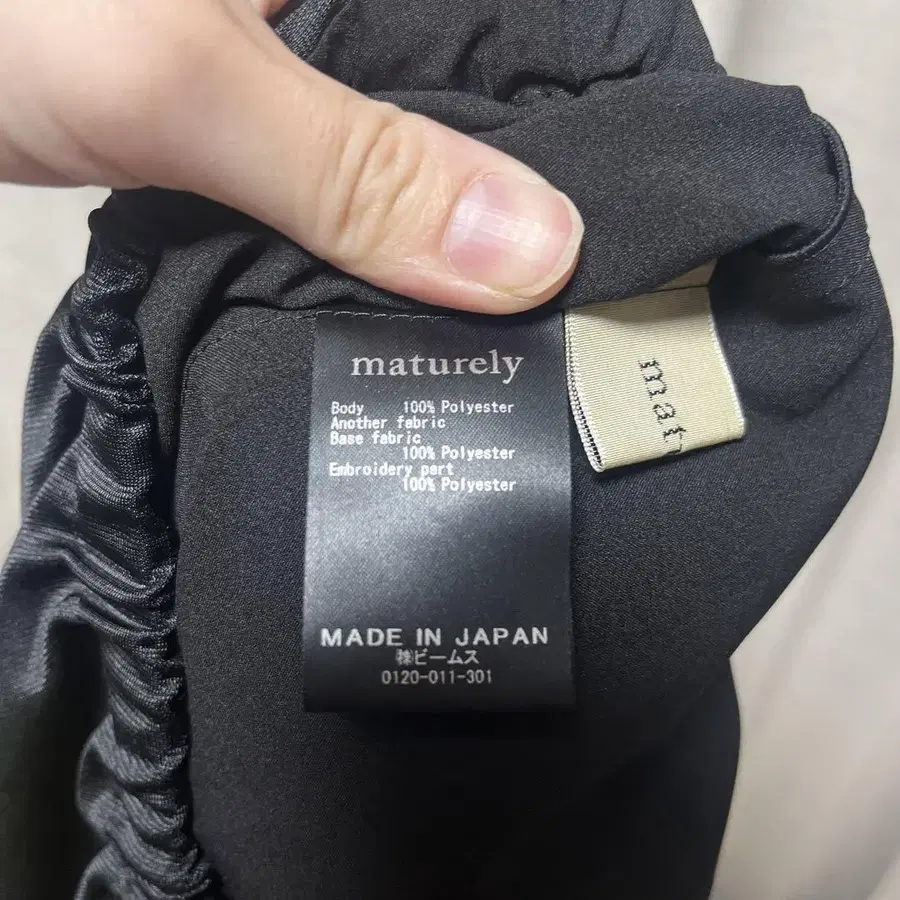 maturely
Body 100% Polyester
Another fabric
Base fabric
100% Polyester
Embroidery part
100% Polyester
MADE IN JAPAN
㈱ビームス
0120-011-301